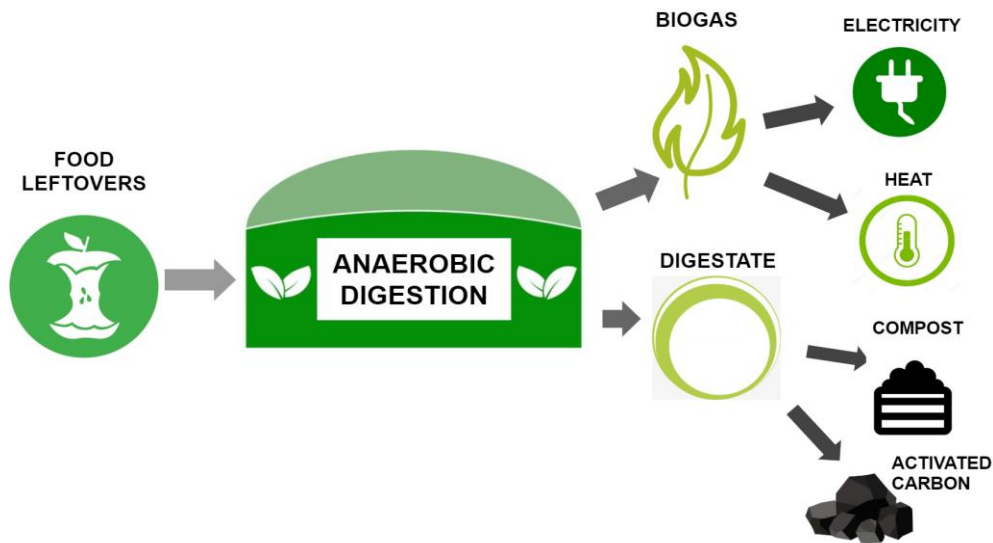 FOOD
LEFTOVERS
ANAEROBIC
DIGESTION
BIOGAS
ELECTRICITY
HEAT
DIGESTATE
COMPOST
ACTIVATED
CARBON